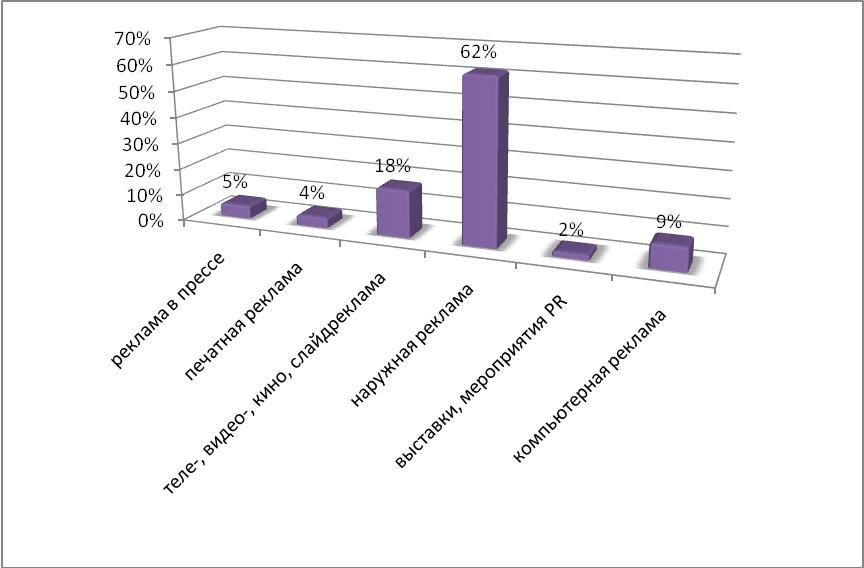 70%
60%
50%
40%
30%
20%
10%
0%
5%
4%
18%
62%
2%
9%
реклама в прессе
печатная реклама
теле-, видео-, кино, слайдреклама
наружная реклама
выставки, мероприятия PR
компьютерная реклама